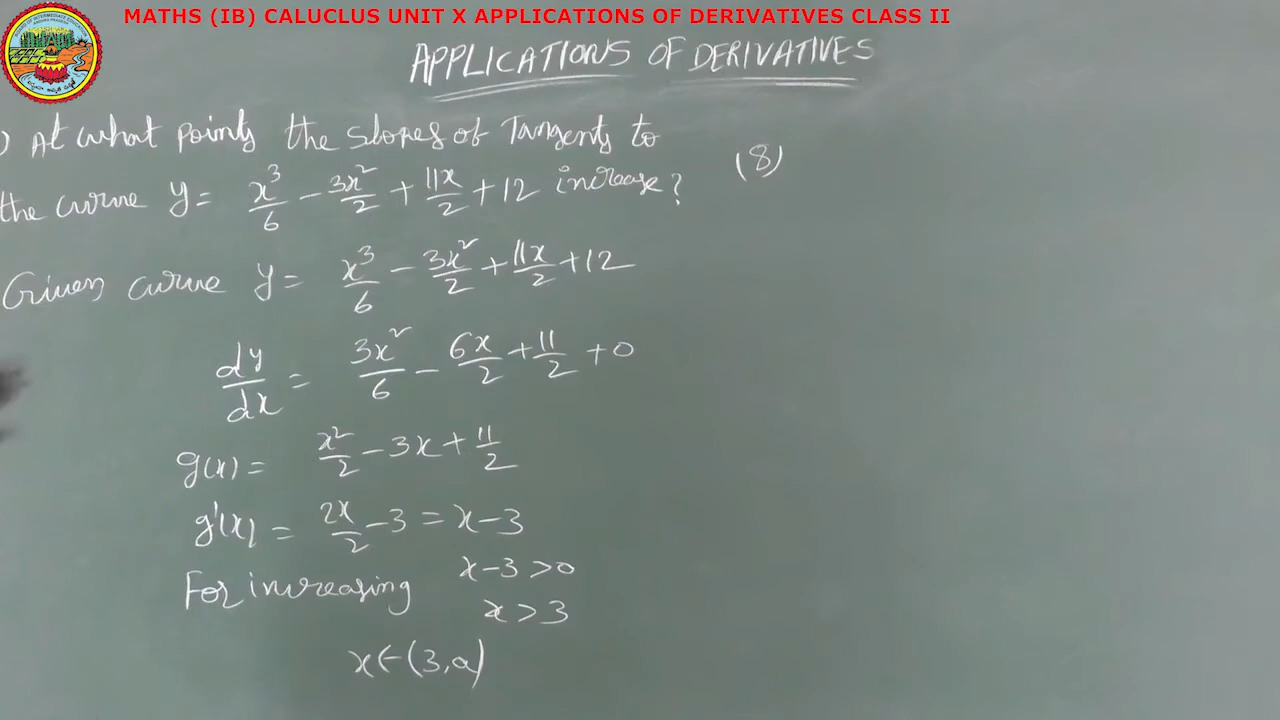 MATHS (IB) CALUCLUS UNIT X APPLICATIONS OF DERIVATIVES CLASS II
APPLICATIONS OF DERIVATIVES
) At what points the slopes of Tangents to
the curve y = x³/6 - 3x²/2 + 11x/2 + 12 increase?
(8)
Given curve y = x³/6 - 3x²/2 + 11x/2 + 12
dy/dx = 3x²/6 - 6x/2 + 11/2 + 0
g(x) = x²/2 - 3x + 11/2
g'(x) = 2x/2 - 3 = x - 3
For increasing x - 3 > 0
x > 3
x ∈ (3, ∞)